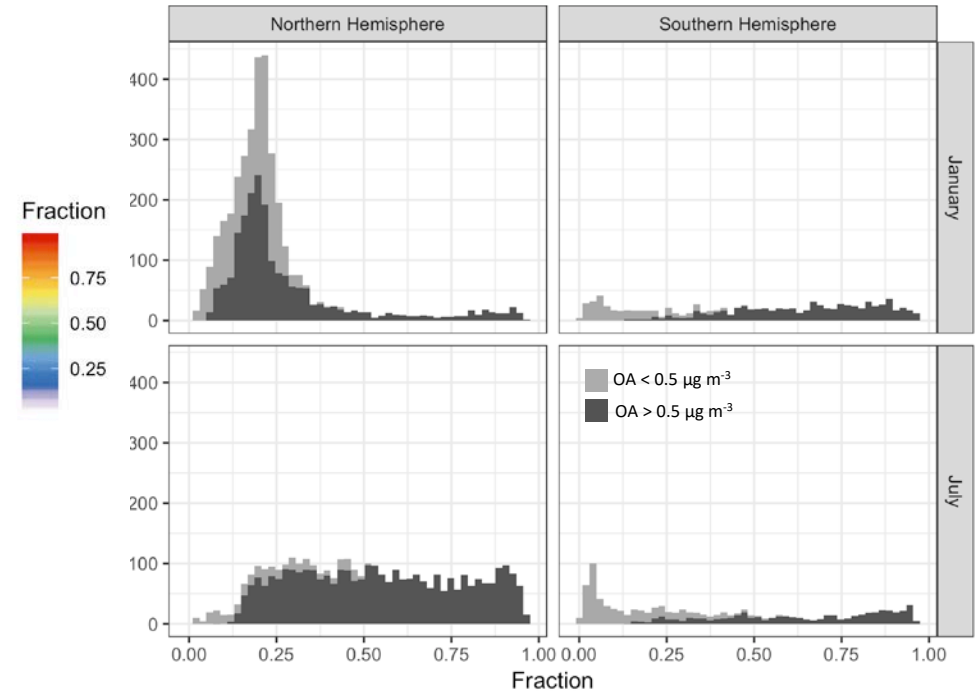 Northern Hemisphere
Southern Hemisphere
400
300
200
100
0
January
Fraction
0.75
0.50
0.25
400
300
200
100
0
OA < 0.5 µg m-3
OA > 0.5 µg m-3
July
0.00 0.25 0.50 0.75 1.00 0.00 0.25 0.50 0.75 1.00
Fraction